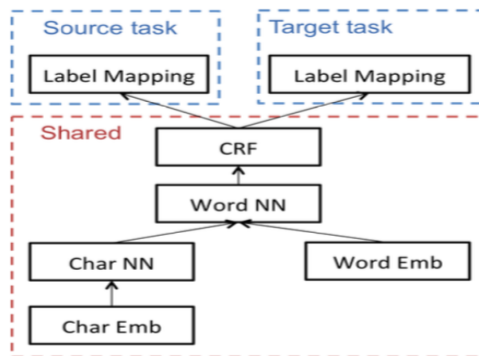 Source task
Target task
Label Mapping
Label Mapping
Shared
CRF
Word NN
Char NN
Word Emb
Char Emb